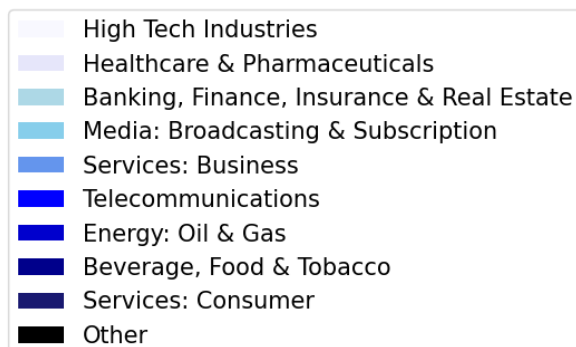 High Tech Industries
Healthcare & Pharmaceuticals
Banking, Finance, Insurance & Real Estate
Media: Broadcasting & Subscription
Services: Business
Telecommunications
Energy: Oil & Gas
Beverage, Food & Tobacco
Services: Consumer
Other